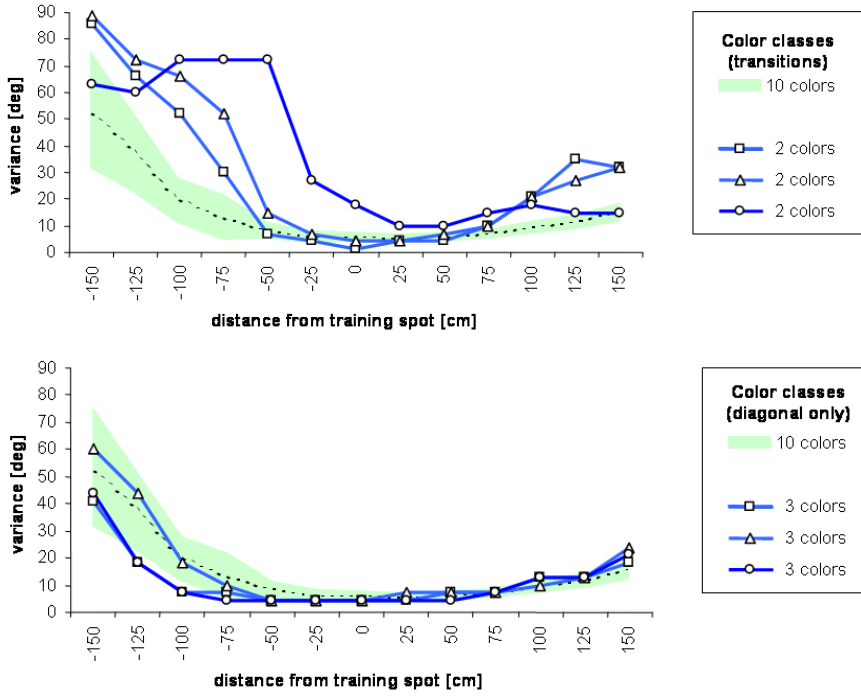 90
80
70
60
50
40
30
20
10
0
variance [deg]
-150
-125
-100
-75
-50
-25
0
25
50
75
100
125
150
distance from training spot [cm]
Color classes
(transitions)
10 colors
2 colors
2 colors
2 colors
90
80
70
60
50
40
30
20
10
0
variance [deg]
-150
-125
-100
-75
-50
-25
0
25
50
75
100
125
150
distance from training spot [cm]
Color classes
(diagonal only)
10 colors
3 colors
3 colors
3 colors